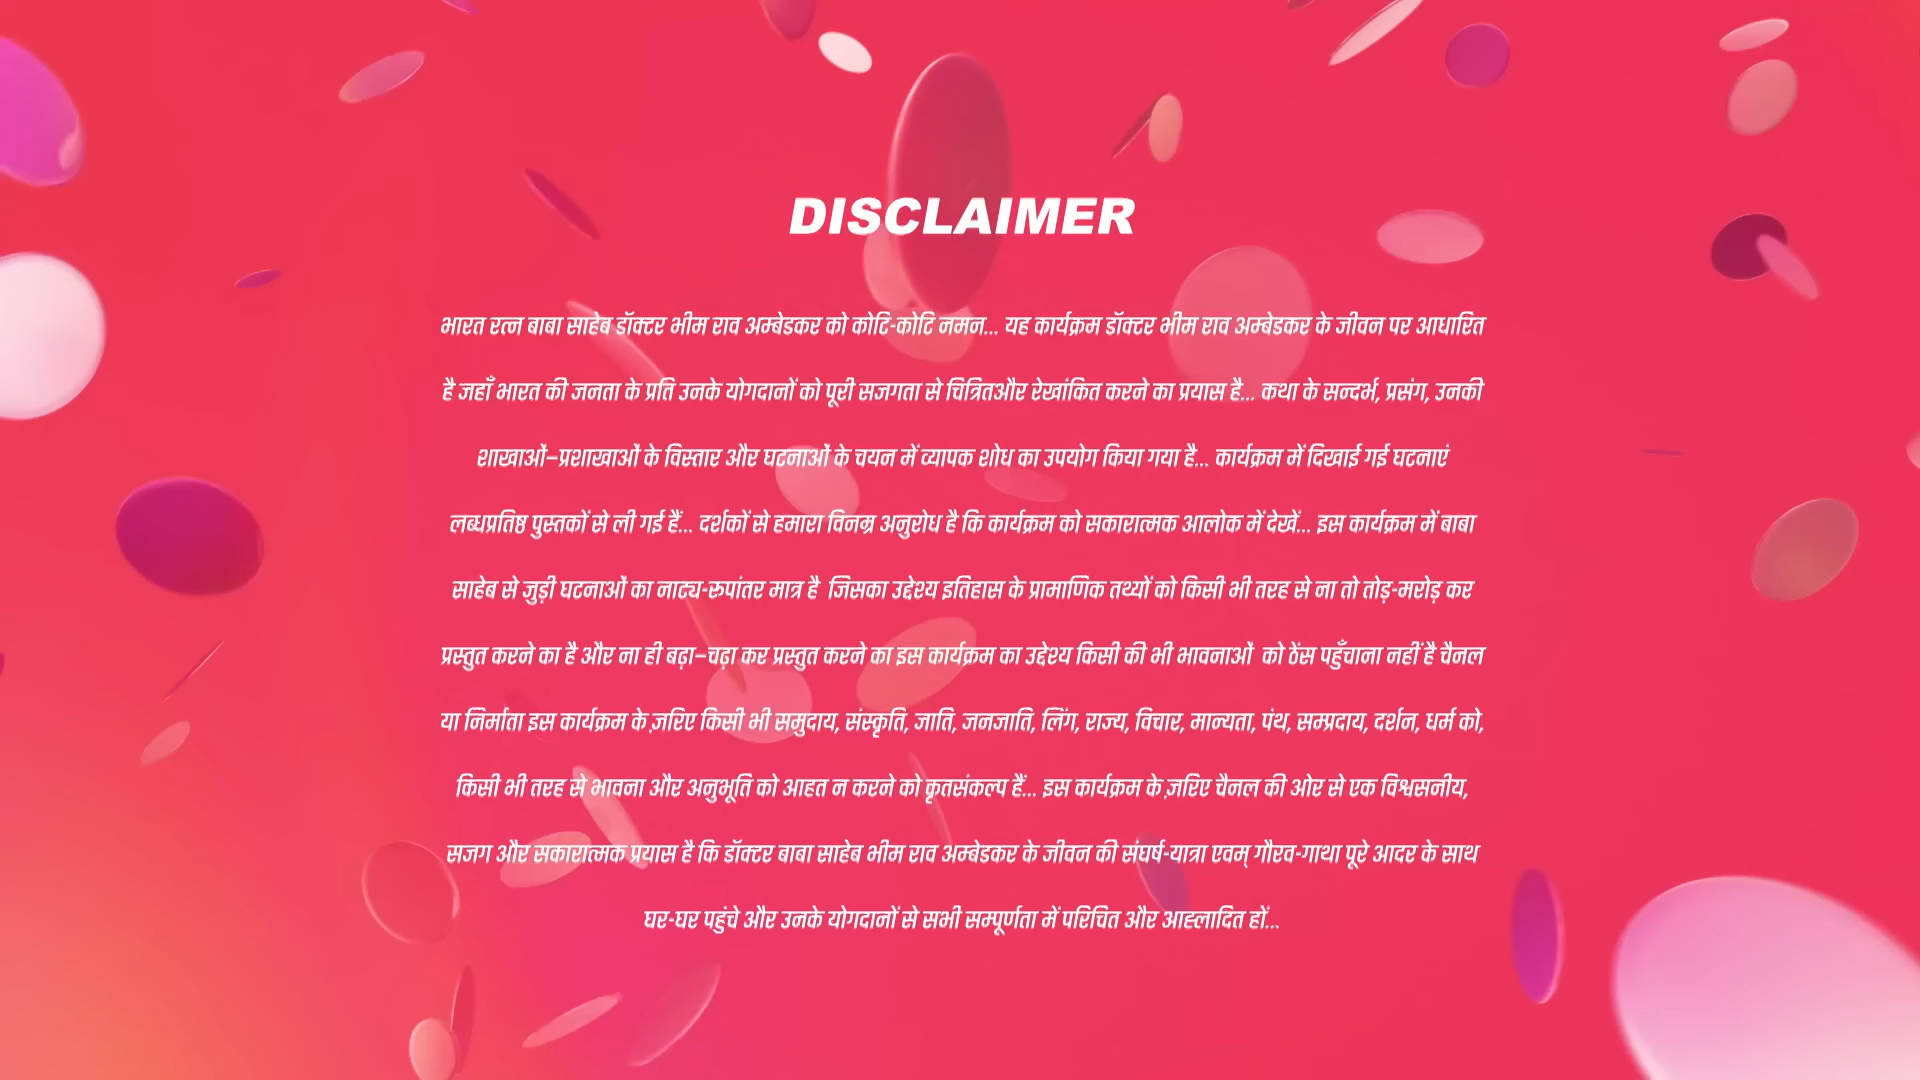 DISCLAIMER
भारत रत्न बाबा साहेब डॉक्टर भीम राव अम्बेडकर को कोटि-कोटि नमन... यह कार्यक्रम डॉक्टर भीम राव अम्बेडकर के जीवन पर आधारित
है जहाँ भारत की जनता के प्रति उनके योगदानों को पूरी सजगता से चित्रितऔर रेखांकित करने का प्रयास है... कथा के सन्दर्भ, प्रसंग, उनकी
शाखाओं–प्रशाखाओं के विस्तार और घटनाओं के चयन में व्यापक शोध का उपयोग किया गया है... कार्यक्रम में दिखाई गई घटनाएं
लब्धप्रतिष्ठ पुस्तकों से ली गई हैं... दर्शकों से हमारा विनम्र अनुरोध है कि कार्यक्रम को सकारात्मक आलोक में देखें... इस कार्यक्रम में बाबा
साहेब से जुड़ी घटनाओं का नाट्य-रूपांतर मात्र है जिसका उद्देश्य इतिहास के प्रामाणिक तथ्यों को किसी भी तरह से ना तो तोड़-मरोड़ कर
प्रस्तुत करने का है और ना ही बढ़ा–चढ़ा कर प्रस्तुत करने का इस कार्यक्रम का उद्देश्य किसी की भी भावनाओं को ठेंस पहुँचाना नहीं है चैनल
या निर्माता इस कार्यक्रम के ज़रिए किसी भी समुदाय, संस्कृति, जाति, जनजाति, लिंग, राज्य, विचार, मान्यता, पंथ, सम्प्रदाय, दर्शन, धर्म को,
किसी भी तरह से भावना और अनुभूति को आहत न करने को कृतसंकल्प हैं... इस कार्यक्रम के ज़रिए चैनल की ओर से एक विश्वसनीय,
सजग और सकारात्मक प्रयास है कि डॉक्टर बाबा साहेब भीम राव अम्बेडकर के जीवन की संघर्ष-यात्रा एवम् गौरव-गाथा पूरे आदर के साथ
घर-घर पहुंचे और उनके योगदानों से सभी सम्पूर्णता में परिचित और आह्लादित हों...